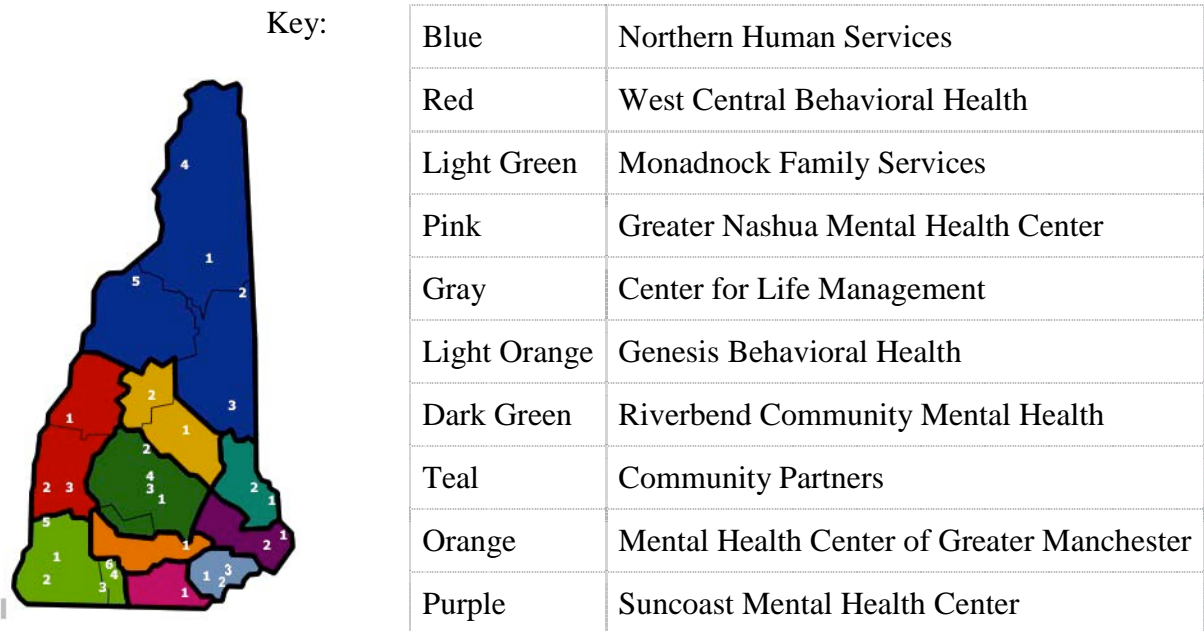 Key:
Blue Northern Human Services
Red West Central Behavioral Health
Light Green Monadnock Family Services
Pink Greater Nashua Mental Health Center
Gray Center for Life Management
Light Orange Genesis Behavioral Health
Dark Green Riverbend Community Mental Health
Teal Community Partners
Orange Mental Health Center of Greater Manchester
Purple Suncoast Mental Health Center
4
1
5
2
3
2
1
1
2
4
3
1
2 3
2
1
5
1
2
1
1
2
6
4
3
1
1
3
2